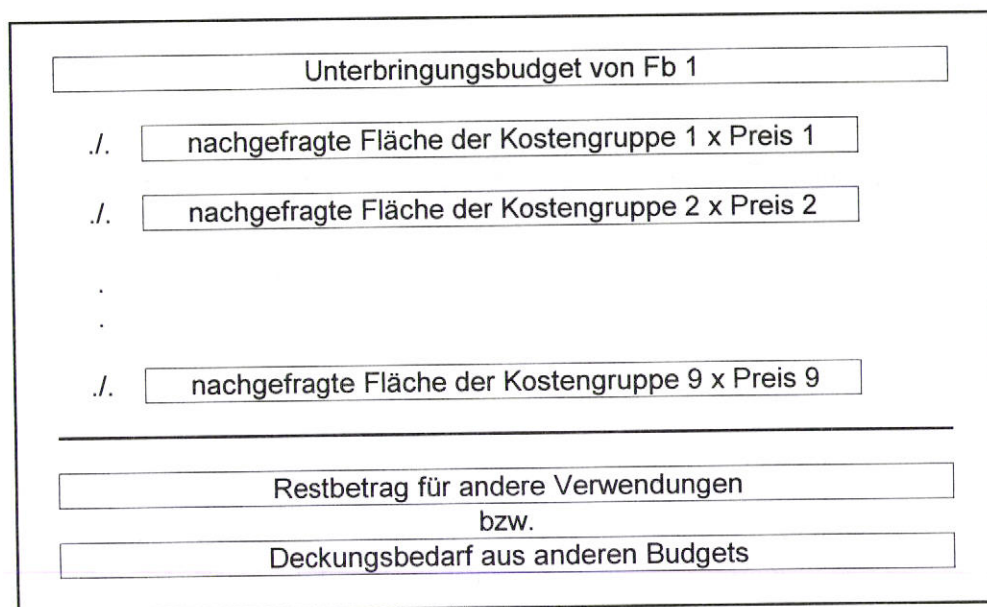 Unterbringungsbudget von Fb 1
./. nachgefragte Fläche der Kostengruppe 1 x Preis 1
./. nachgefragte Fläche der Kostengruppe 2 x Preis 2
.
.
./. nachgefragte Fläche der Kostengruppe 9 x Preis 9
Restbetrag für andere Verwendungen
bzw.
Deckungsbedarf aus anderen Budgets